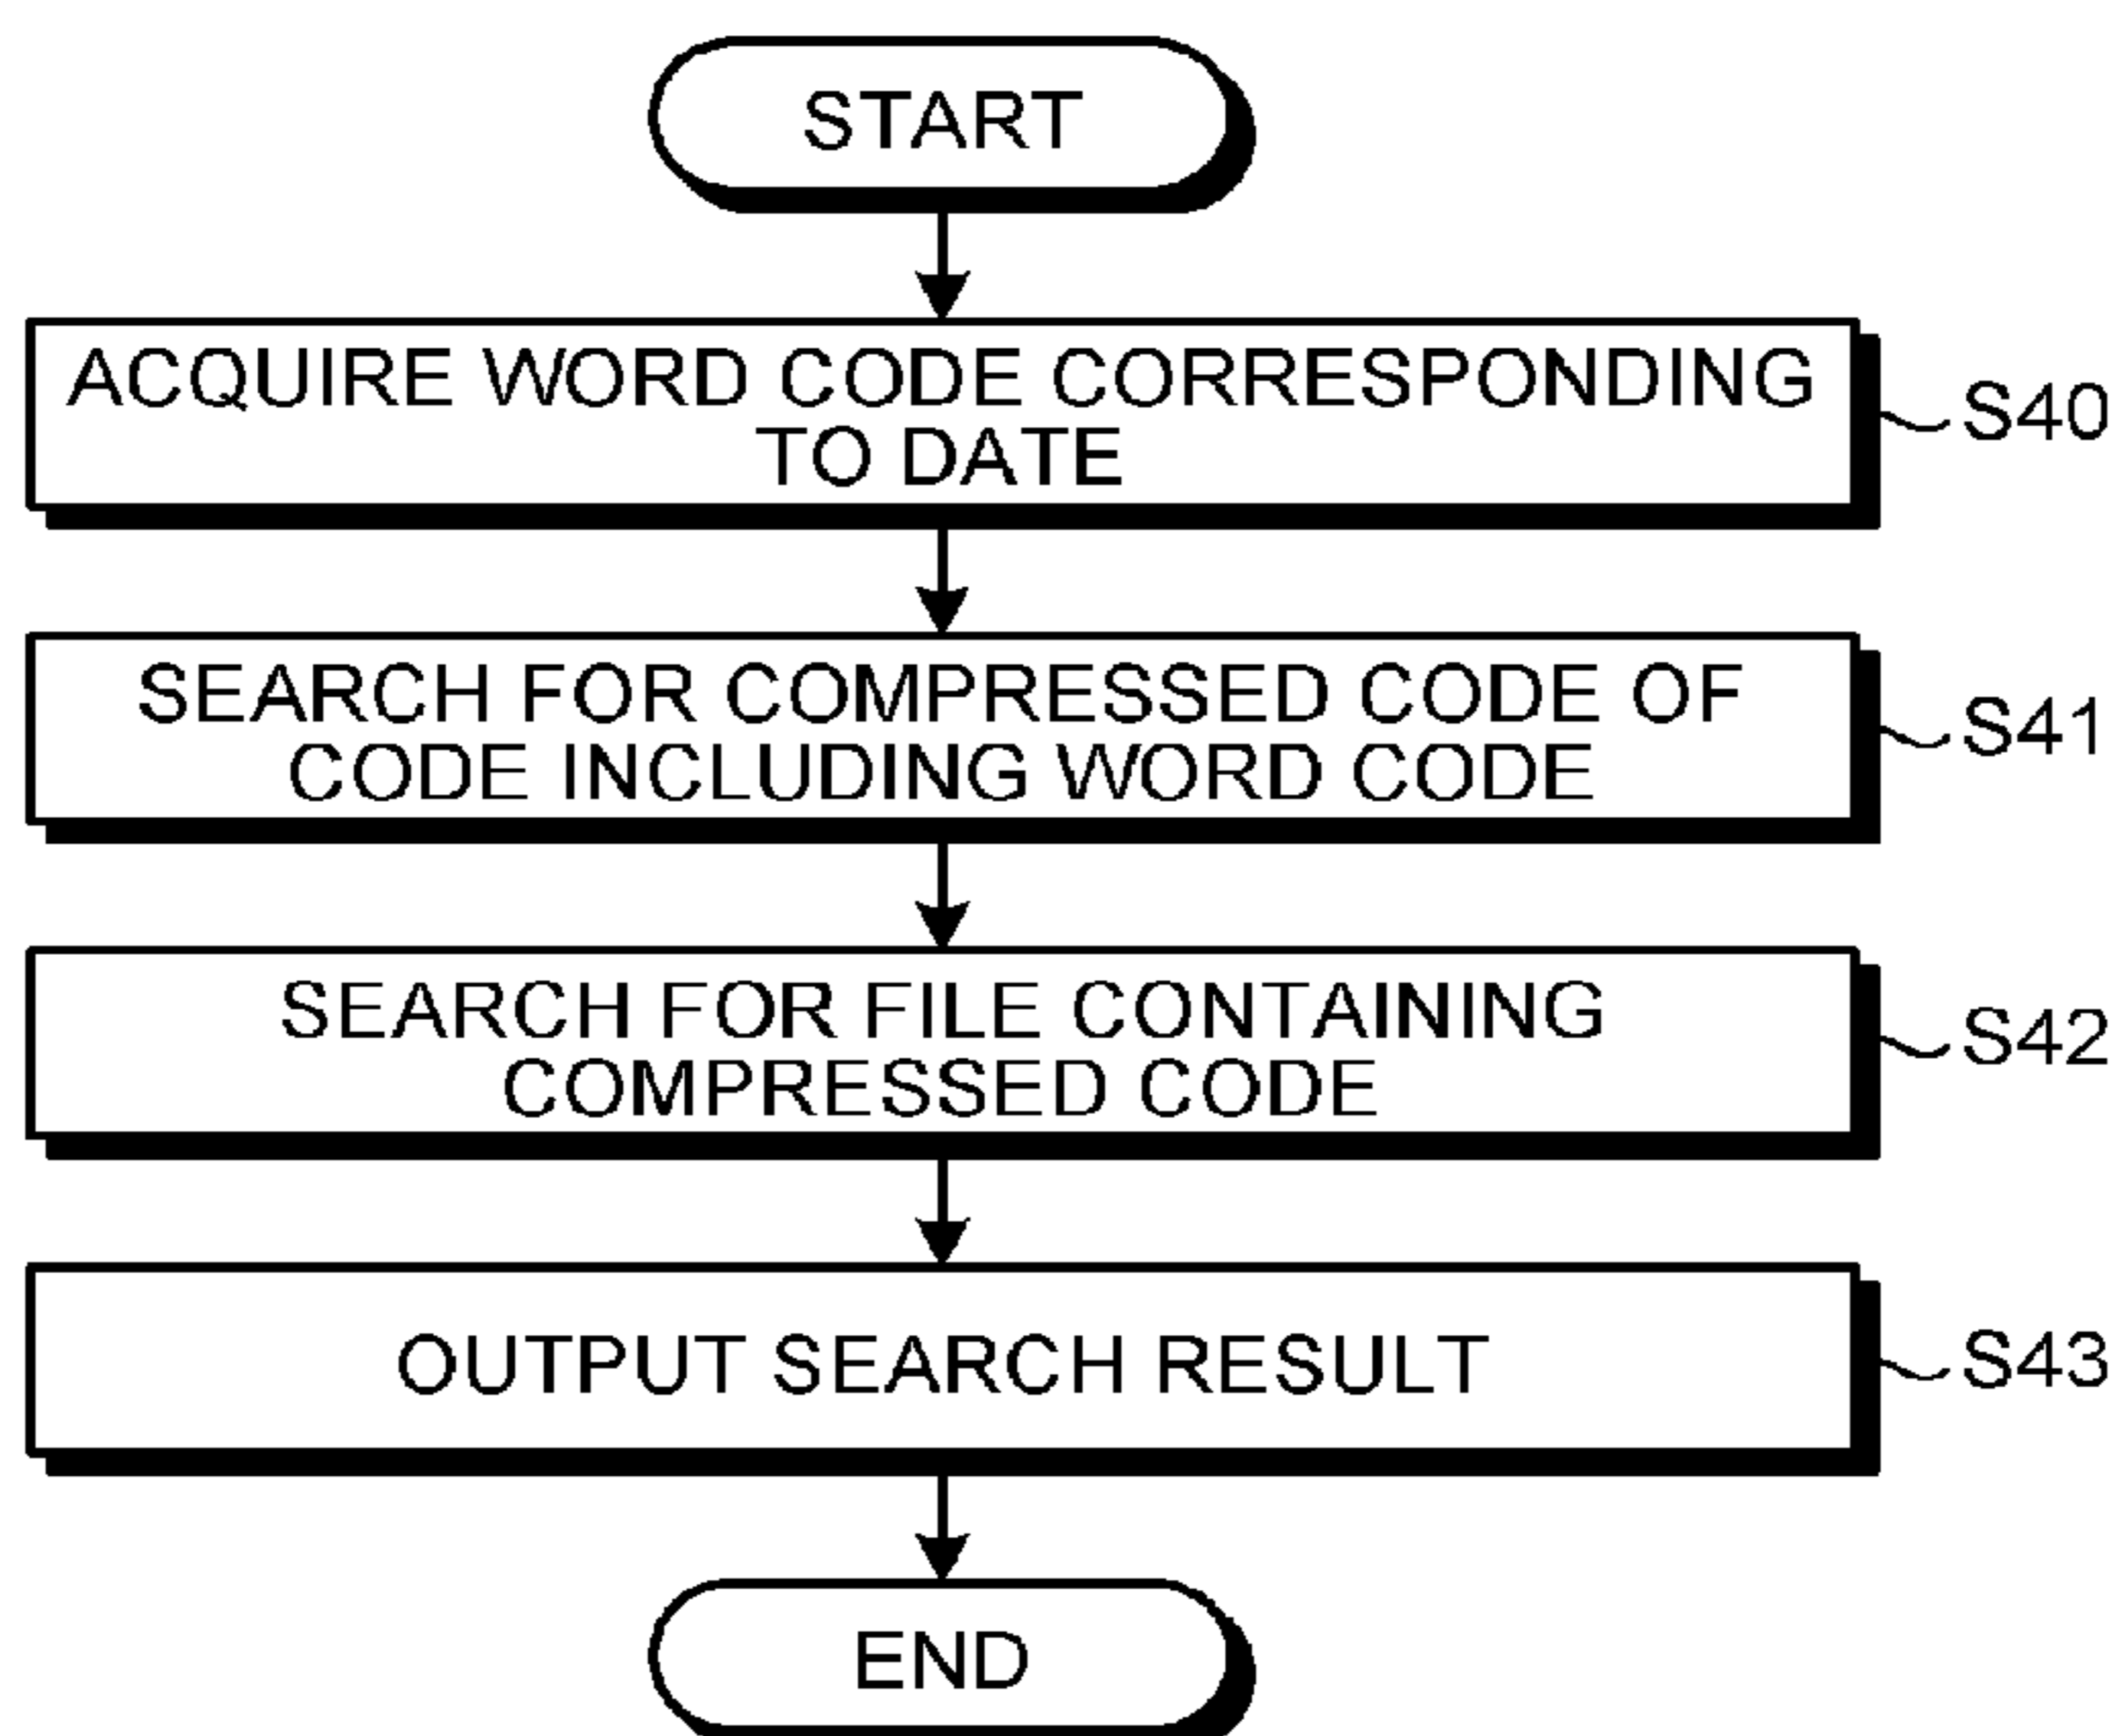 START
ACQUIRE WORD CODE CORRESPONDING
TO DATE
S40
SEARCH FOR COMPRESSED CODE OF
CODE INCLUDING WORD CODE
S41
SEARCH FOR FILE CONTAINING
COMPRESSED CODE
S42
OUTPUT SEARCH RESULT
S43
END